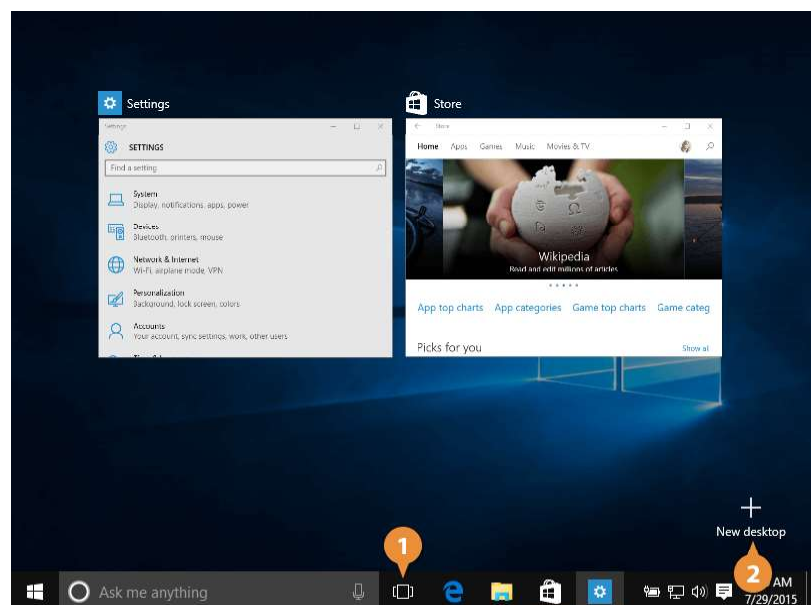 Settings
Settings
SETTINGS
Find a setting
System
Display, notifications, apps, power
Devices
Bluetooth, printers, mouse
Network & Internet
Wi-Fi, airplane mode, VPN
Personalization
Background, lock screen, colors
Accounts
Your account, sync settings, work, other users
Store
Store
Home Apps Games Music Movies & TV
Wikipedia
Read and edit millions of articles
App top charts App categories Game top charts Game categ
Picks for you Show all
New desktop
1
2
Ask me anything
AM
7/29/2015